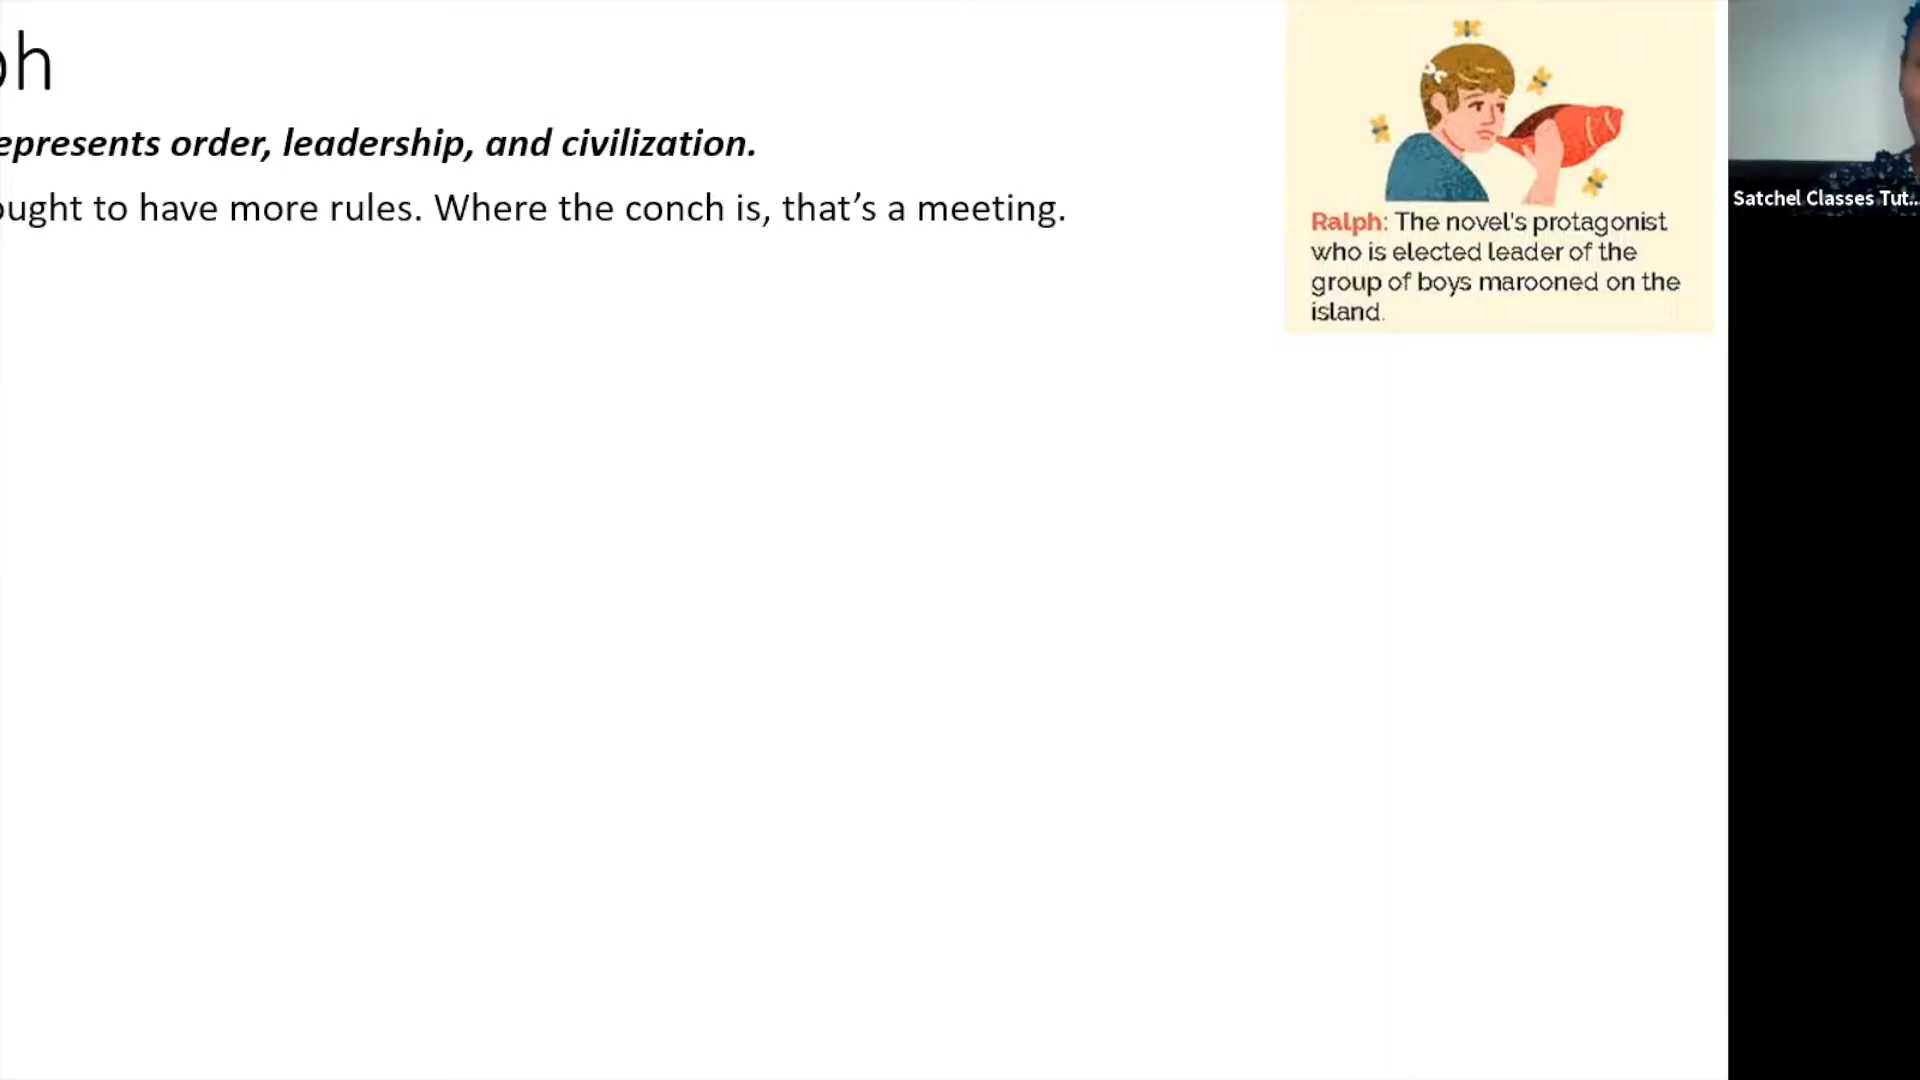 ph
epresents order, leadership, and civilization.
ought to have more rules. Where the conch is, that’s a meeting.
Ralph: The novel's protagonist
who is elected leader of the
group of boys marooned on the
island.
Satchel Classes Tut...